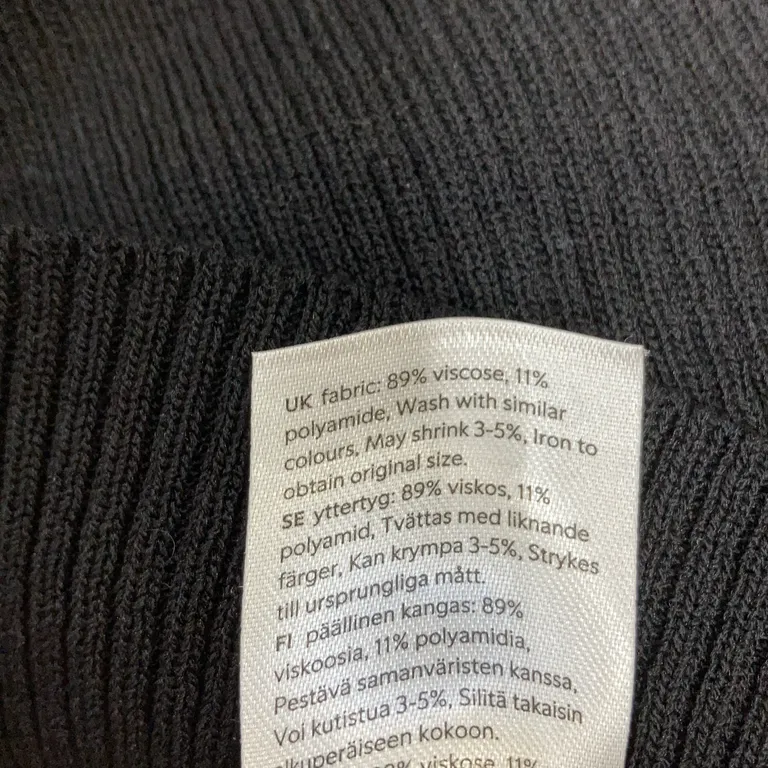 UK fabric: 89% viscose, 11%
polyamide, Wash with similar
colours, May shrink 3-5%, Iron to
obtain original size.
SE yttertyg: 89% viskos, 11%
polyamid, Tvättas med liknande
färger, Kan krympa 3-5%, Strykes
till ursprungliga mått.
FI päällinen kangas: 89%
viskoosia, 11% polyamidia,
Pestävä samanväristen kanssa,
Voi kutistua 3-5%, Silitä takaisin
alkuperäiseen kokoon.
viskose, 11%